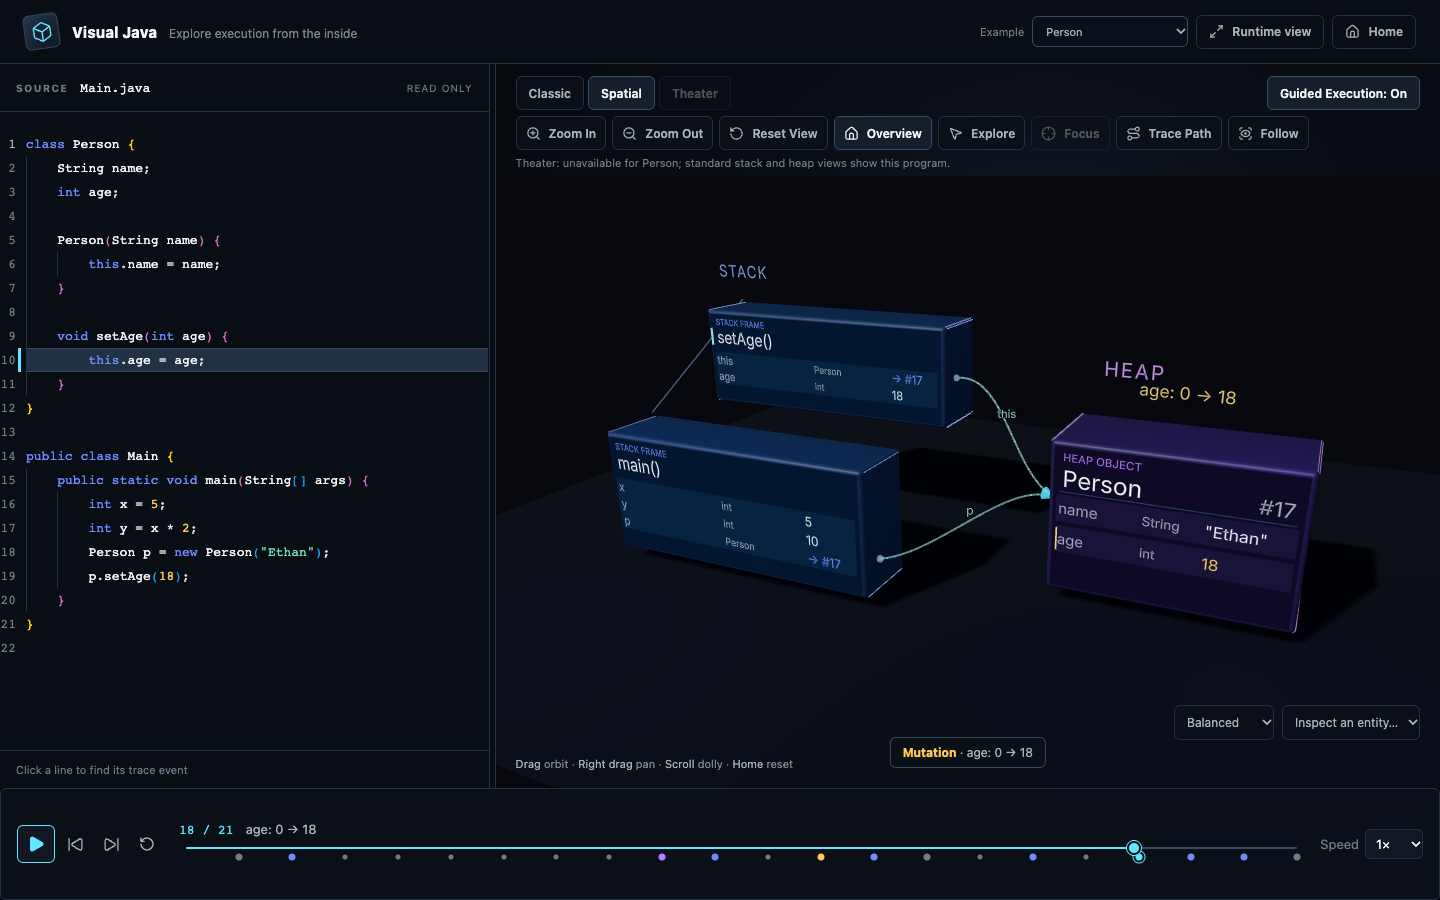 Visual Java Explore execution from the inside
Example Person Runtime view Home
SOURCE Main.java READ ONLY
1 class Person {
2 String name;
3 int age;
4
5 Person(String name) {
6 this.name = name;
7 }
8
9 void setAge(int age) {
10 this.age = age;
11 }
12 }
13
14 public class Main {
15 public static void main(String[] args) {
16 int x = 5;
17 int y = x * 2;
18 Person p = new Person("Ethan");
19 p.setAge(18);
20 }
21 }
22
Click a line to find its trace event
Classic Spatial Theater Guided Execution: On
Zoom In Zoom Out Reset View Overview Explore Focus Trace Path Follow
Theater: unavailable for Person; standard stack and heap views show this program.
STACK
STACK FRAME
setAge()
this Person → #17
age int 18
STACK FRAME
main()
x int 5
y int 10
p Person → #17
this
p
HEAP
age: 0 → 18
HEAP OBJECT
Person #17
name String "Ethan"
age int 18
Balanced Inspect an entity...
Mutation · age: 0 → 18
Drag orbit · Right drag pan · Scroll dolly · Home reset
18 / 21 age: 0 → 18
Speed 1×